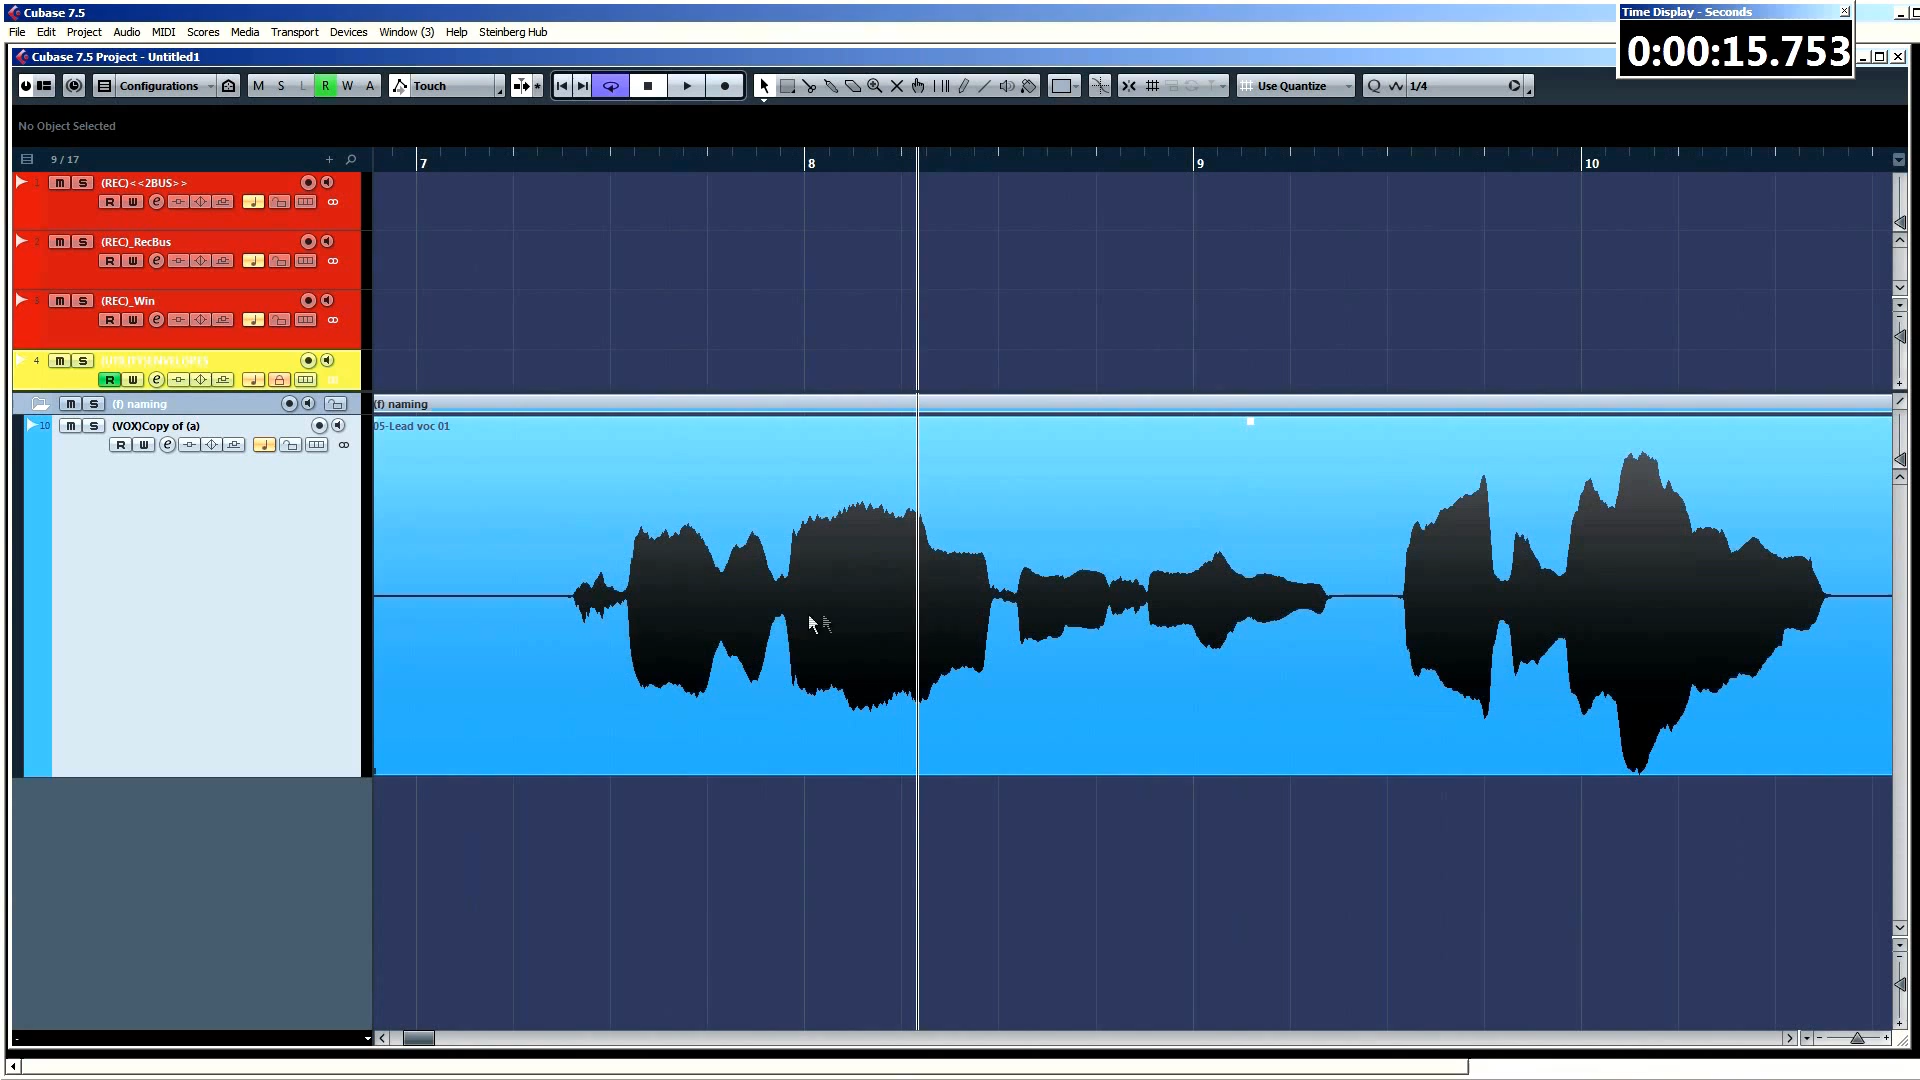 Cubase 7.5
Time Display - Seconds
File Edit Project Audio MIDI Scores Media Transport Devices Window (3) Help Steinberg Hub
0:00:15.753
Cubase 7.5 Project - Untitled1
Configurations M S L R W A Touch Use Quantize Q 1/4
No Object Selected
9 / 17
7 8 9 10
1 m S (REC)<<2BUS>>
R W e
2 m S (REC)_RecBus
R W e
3 m S (REC)_Win
R W e
4 m S (UTILITY)ENVELOPES
R W e
m S (f) naming
(f) naming
10 m S (VOX)Copy of (a)
05-Lead voc 01
R W e